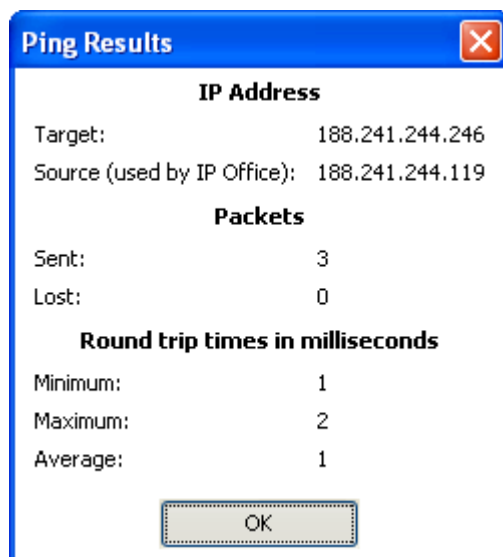 Ping Results
IP Address
Target: 188.241.244.246
Source (used by IP Office): 188.241.244.119
Packets
Sent: 3
Lost: 0
Round trip times in milliseconds
Minimum: 1
Maximum: 2
Average: 1
OK